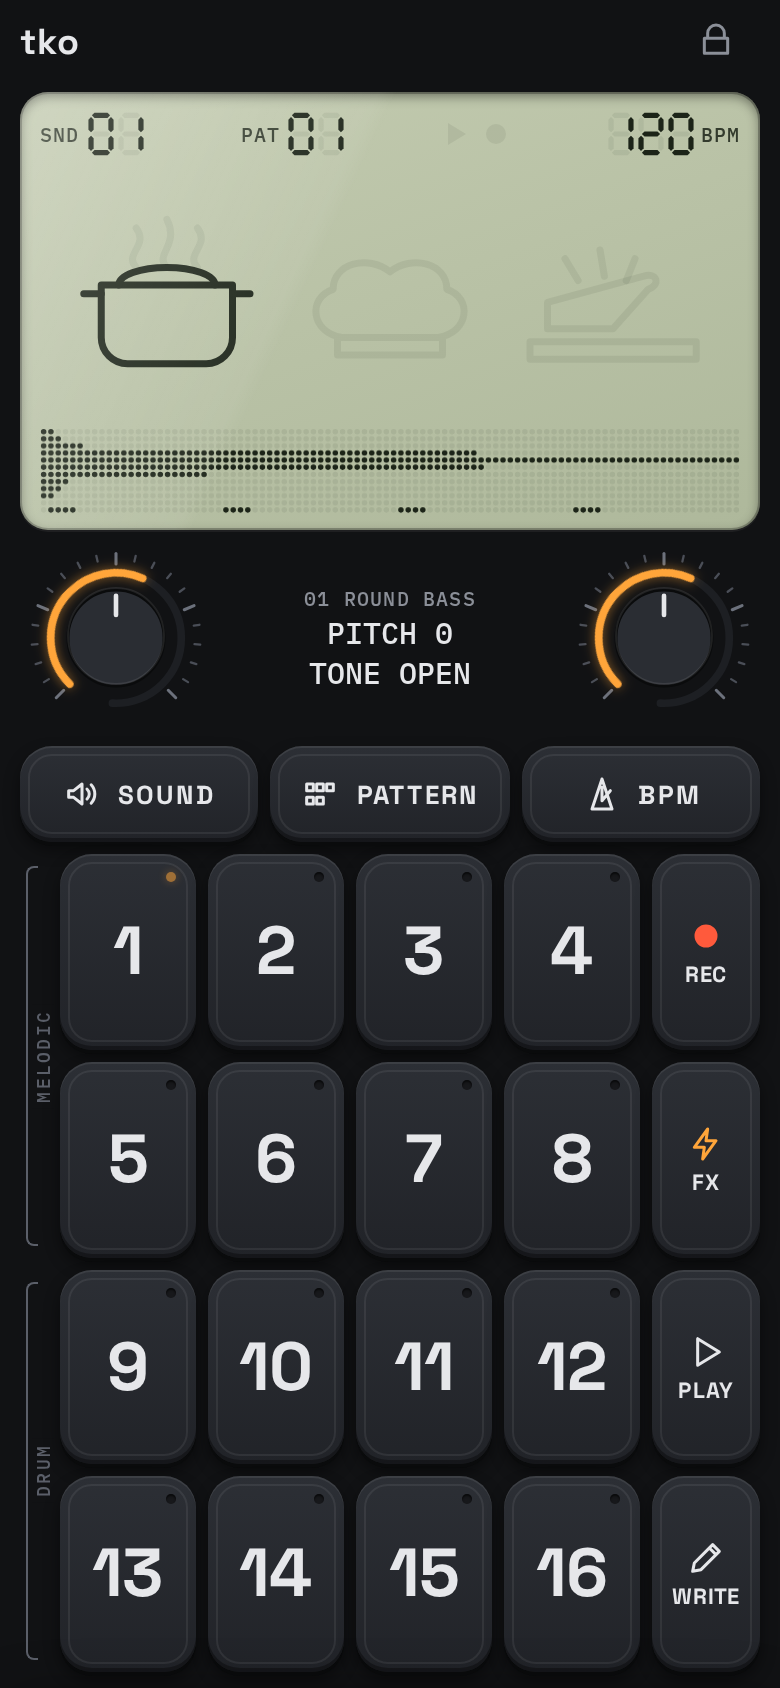 tko
SND 01 PAT 01 120 BPM
01 ROUND BASS
PITCH 0
TONE OPEN
SOUND PATTERN BPM
MELODIC
1 2 3 4 REC
5 6 7 8 FX
DRUM
9 10 11 12 PLAY
13 14 15 16 WRITE